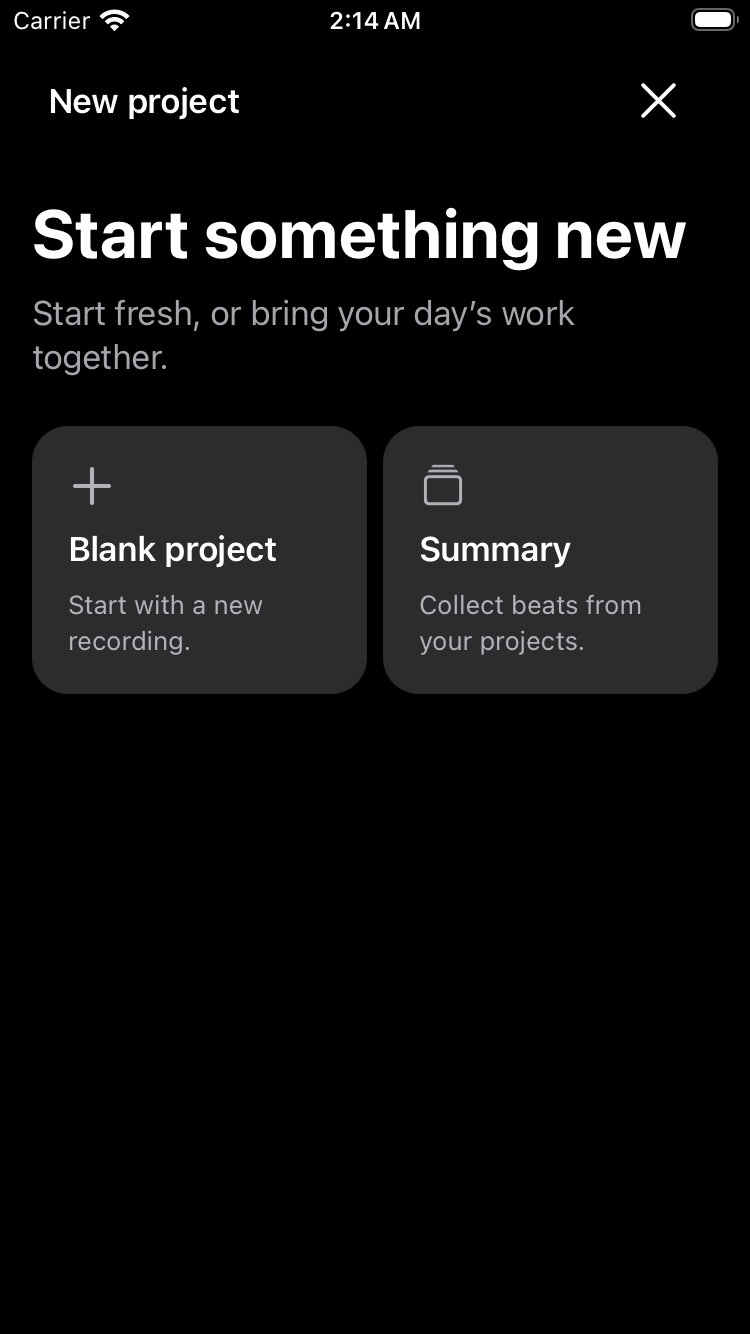 Carrier 2:14 AM
New project
Start something new
Start fresh, or bring your day’s work
together.
Blank project
Start with a new
recording.
Summary
Collect beats from
your projects.